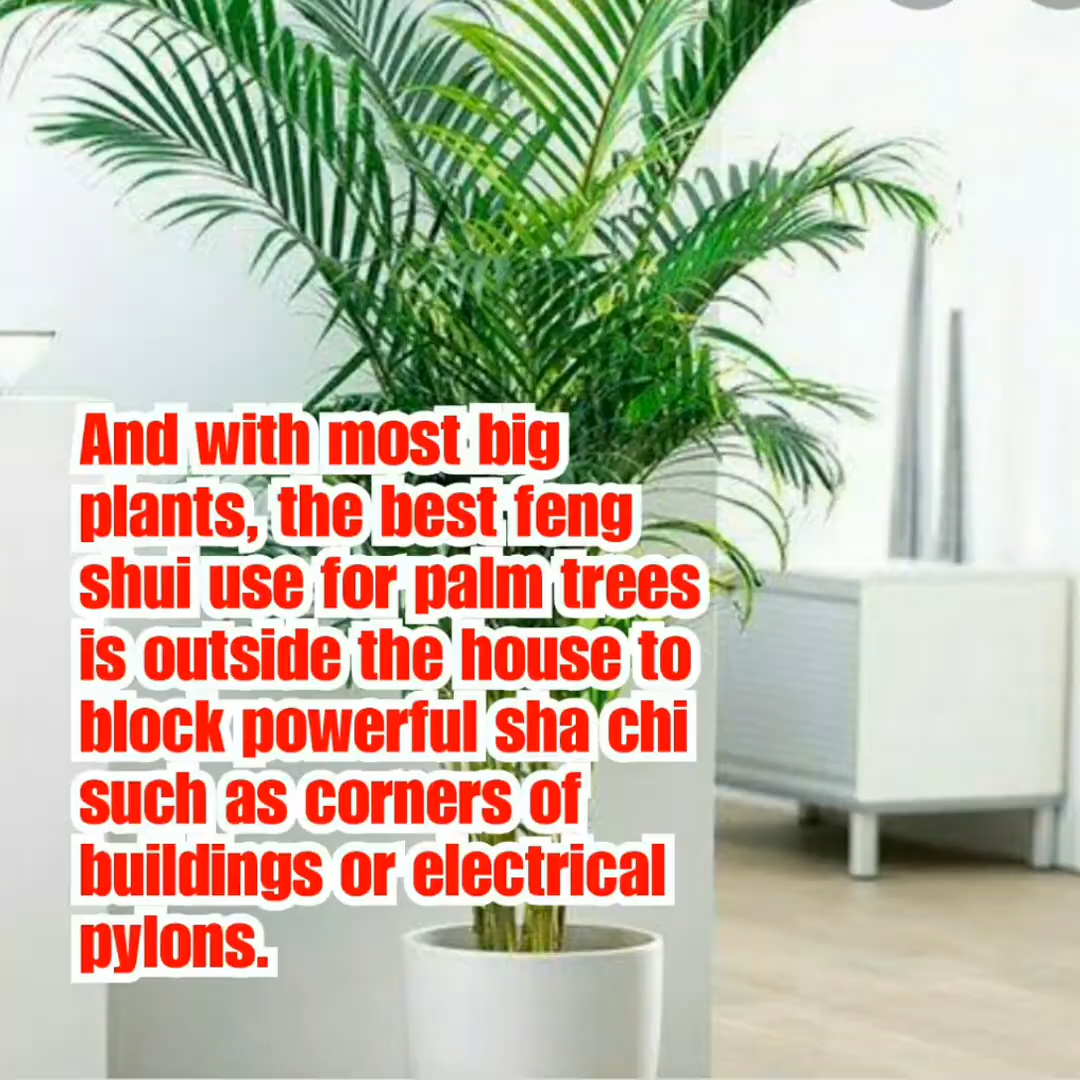 And with most big
plants, the best feng
shui use for palm trees
is outside the house to
block powerful sha chi
such as corners of
buildings or electrical
pylons.